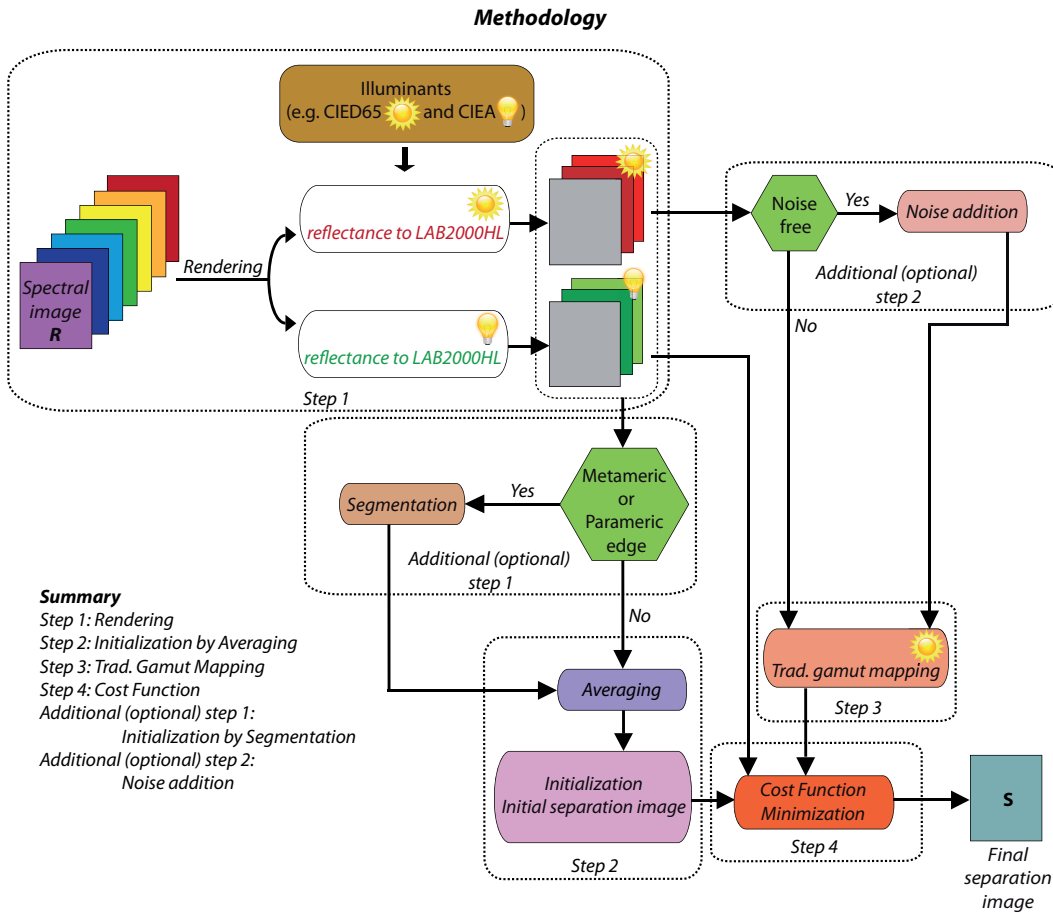 Methodology
Illuminants
(e.g. CIED65 and CIEA )
Spectral
image
R
Rendering
reflectance to LAB2000HL
reflectance to LAB2000HL
Step 1
Noise
free
Yes
Noise addition
Additional (optional)
step 2
No
Metameric
or
Parameric
edge
Yes
Segmentation
Additional (optional)
step 1
No
Summary
Step 1: Rendering
Step 2: Initialization by Averaging
Step 3: Trad. Gamut Mapping
Step 4: Cost Function
Additional (optional) step 1:
Initialization by Segmentation
Additional (optional) step 2:
Noise addition
Averaging
Initialization
Initial separation image
Step 2
Trad. gamut mapping
Step 3
Cost Function
Minimization
Step 4
S
Final
separation
image